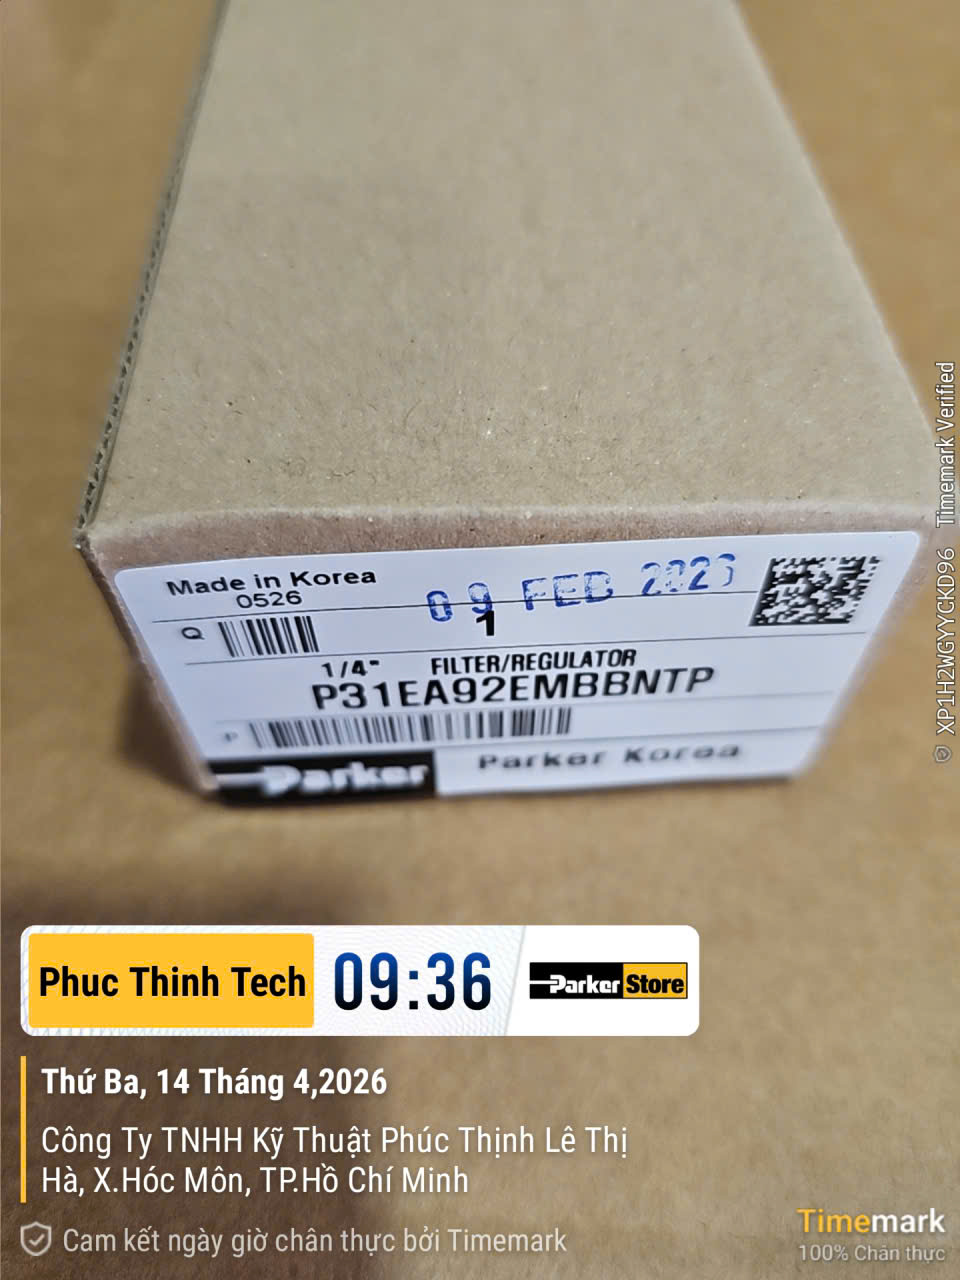 Made in Korea
0526
09 FEB 2026
Q
1
1/4" FILTER/REGULATOR
P31EA92EMBBNTP
P
Parker
Parker Korea
Phuc Thinh Tech
09:36
Parker Store
Thứ Ba, 14 Tháng 4,2026
Công Ty TNHH Kỹ Thuật Phúc Thịnh Lê Thị
Hà, X.Hóc Môn, TP.Hồ Chí Minh
Cam kết ngày giờ chân thực bởi Timemark
Timemark
100% Chân thực
XP1H2WGYYCKD96 Timemark Verified